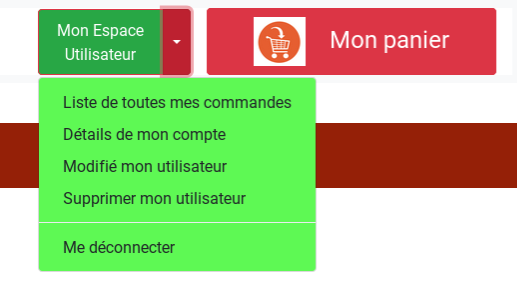 Mon Espace
Utilisateur
Mon panier
Liste de toutes mes commandes
Détails de mon compte
Modifié mon utilisateur
Supprimer mon utilisateur
Me déconnecter